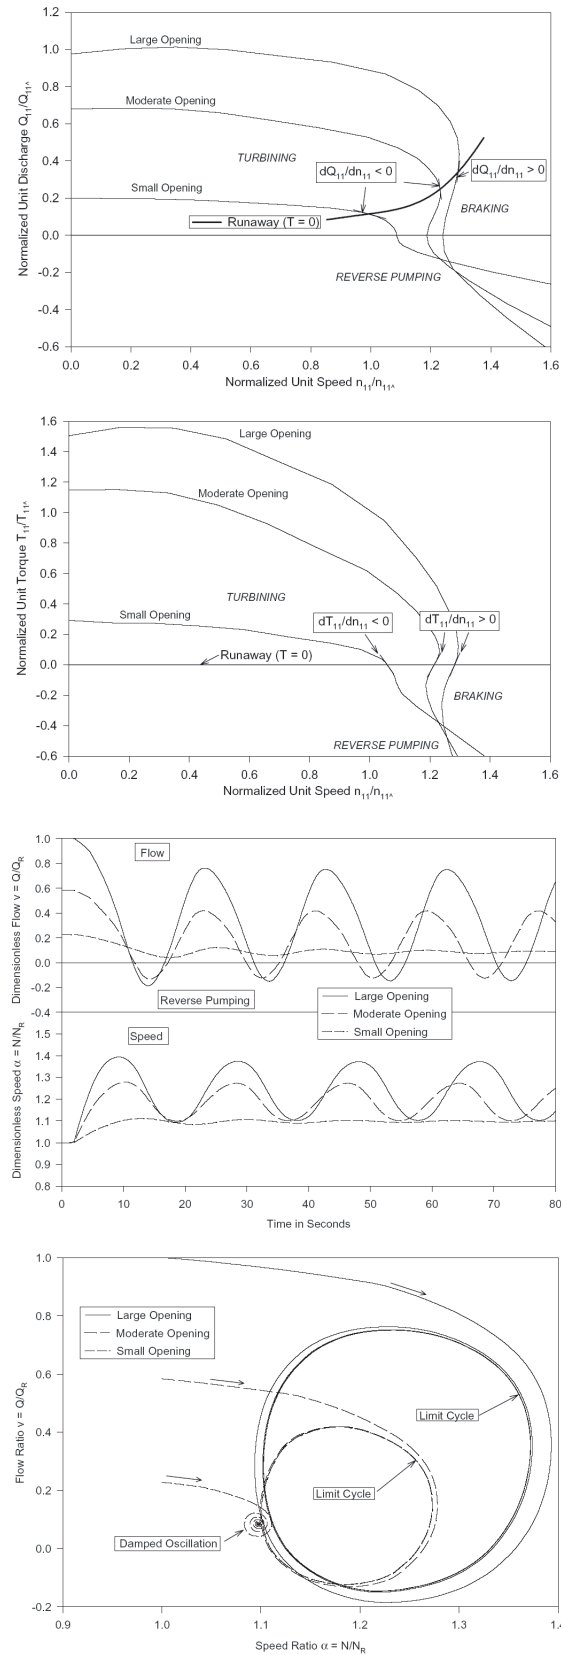 Normalized Unit Discharge Q11/Q11^
1.2
1.0
0.8
0.6
0.4
0.2
0.0
-0.2
-0.4
-0.6
Large Opening
Moderate Opening
TURBINING
dQ11/dn11 < 0
dQ11/dn11 > 0
Small Opening
BRAKING
Runaway (T = 0)
REVERSE PUMPING
0.0 0.2 0.4 0.6 0.8 1.0 1.2 1.4 1.6
Normalized Unit Speed n11/n11^
Normalized Unit Torque T11/T11^
1.6
1.4
1.2
1.0
0.8
0.6
0.4
0.2
0.0
-0.2
-0.4
-0.6
Large Opening
Moderate Opening
TURBINING
Small Opening
dT11/dn11 < 0
dT11/dn11 > 0
Runaway (T = 0)
BRAKING
REVERSE PUMPING
0.0 0.2 0.4 0.6 0.8 1.0 1.2 1.4 1.6
Normalized Unit Speed n11/n11^
Dimensionless Flow v = Q/QR
1.0
0.8
0.6
0.4
0.2
0.0
-0.2
-0.4
Flow
Reverse Pumping
Large Opening
Moderate Opening
Small Opening
Dimensionless Speed α = N/NR
1.5
1.4
1.3
1.2
1.1
1.0
0.9
0.8
Speed
0 10 20 30 40 50 60 70 80
Time in Seconds
Flow Ratio v = Q/QR
1.0
0.8
0.6
0.4
0.2
0.0
-0.2
Large Opening
Moderate Opening
Small Opening
Limit Cycle
Limit Cycle
Damped Oscillation
0.9 1.0 1.1 1.2 1.3 1.4
Speed Ratio α = N/NR